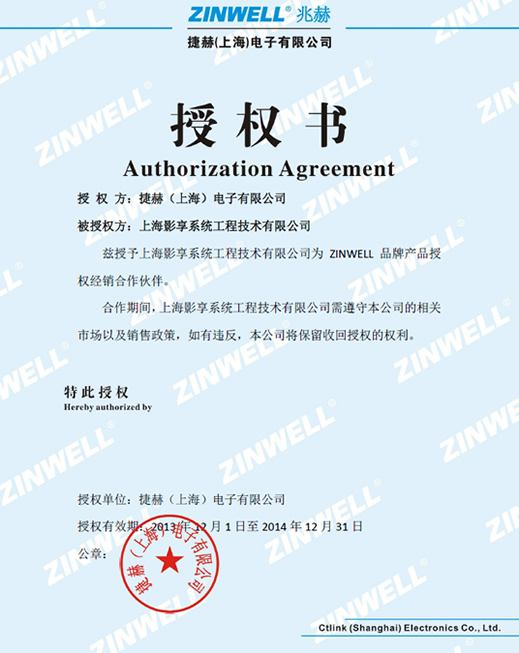 ZINWELL® 兆赫
捷赫(上海)电子有限公司
授权书
Authorization Agreement
授 权 方：捷赫（上海）电子有限公司
被授权方：上海影享系统工程技术有限公司
兹授予上海影享系统工程技术有限公司为 ZINWELL 品牌产品授
权经销合作伙伴。
合作期间，上海影享系统工程技术有限公司需遵守本公司的相关
市场以及销售政策，如有违反，本公司将保留收回授权的权利。
特此授权
Hereby authorized by
授权单位：捷赫（上海）电子有限公司
授权有效期：2013 年 12 月 1 日至 2014 年 12 月 31 日
公章：
捷赫（上海）电子有限公司
Ctlink (Shanghai) Electronics Co., Ltd.